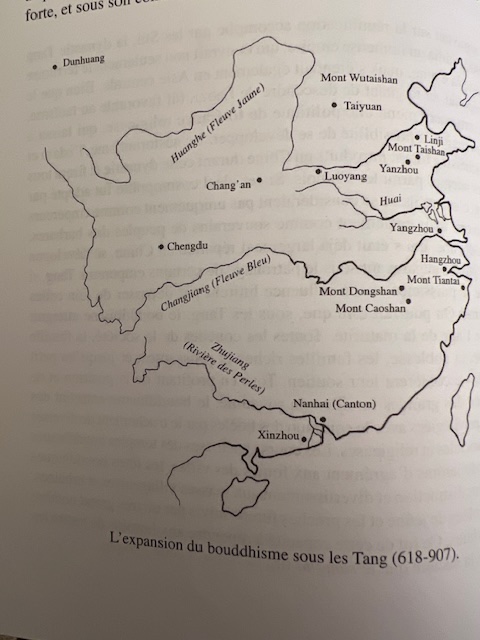 forte, et sous son
Dunhuang
Mont Wutaishan
Taiyuan
Huanghe (Fleuve Jaune)
Linji
Mont Taishan
Yanzhou
Luoyang
Chang'an
Huai
Yangzhou
Chengdu
Hangzhou
Changjiang (Fleuve Bleu)
Mont Tiantai
Mont Dongshan
Mont Caoshan
Zhujiang
(Rivière des Perles)
Nanhai (Canton)
Xinzhou
L'expansion du bouddhisme sous les Tang (618-907).